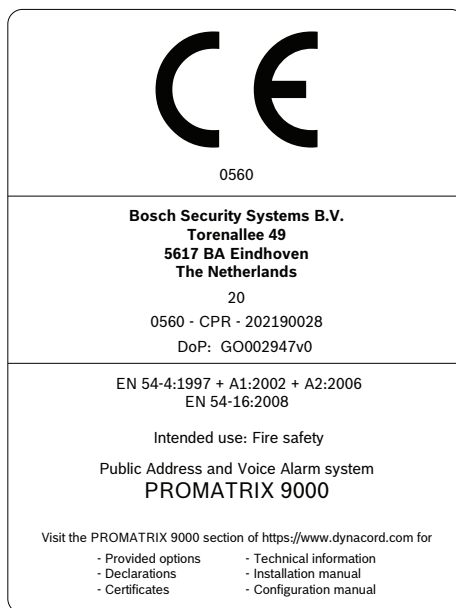 CE
0560
Bosch Security Systems B.V.
Torenallee 49
5617 BA Eindhoven
The Netherlands
20
0560 - CPR - 202190028
DoP: GO002947v0
EN 54-4:1997 + A1:2002 + A2:2006
EN 54-16:2008
Intended use: Fire safety
Public Address and Voice Alarm system
PROMATRIX 9000
Visit the PROMATRIX 9000 section of https://www.dynacord.com for
- Provided options - Technical information
- Declarations - Installation manual
- Certificates - Configuration manual